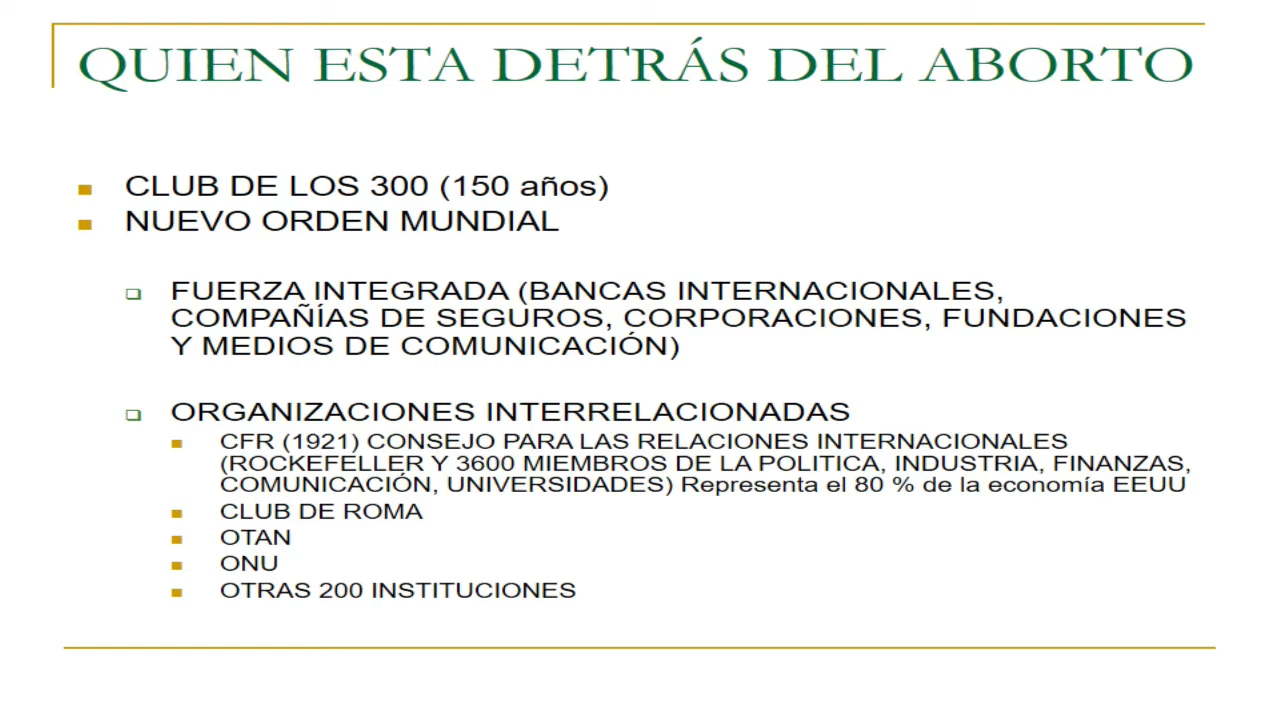 QUIEN ESTA DETRÁS DEL ABORTO
CLUB DE LOS 300 (150 años)
NUEVO ORDEN MUNDIAL
FUERZA INTEGRADA (BANCAS INTERNACIONALES,
COMPAÑÍAS DE SEGUROS, CORPORACIONES, FUNDACIONES
Y MEDIOS DE COMUNICACIÓN)
ORGANIZACIONES INTERRELACIONADAS
CFR (1921) CONSEJO PARA LAS RELACIONES INTERNACIONALES
(ROCKEFELLER Y 3600 MIEMBROS DE LA POLITICA, INDUSTRIA, FINANZAS,
COMUNICACIÓN, UNIVERSIDADES) Representa el 80 % de la economía EEUU
CLUB DE ROMA
OTAN
ONU
OTRAS 200 INSTITUCIONES